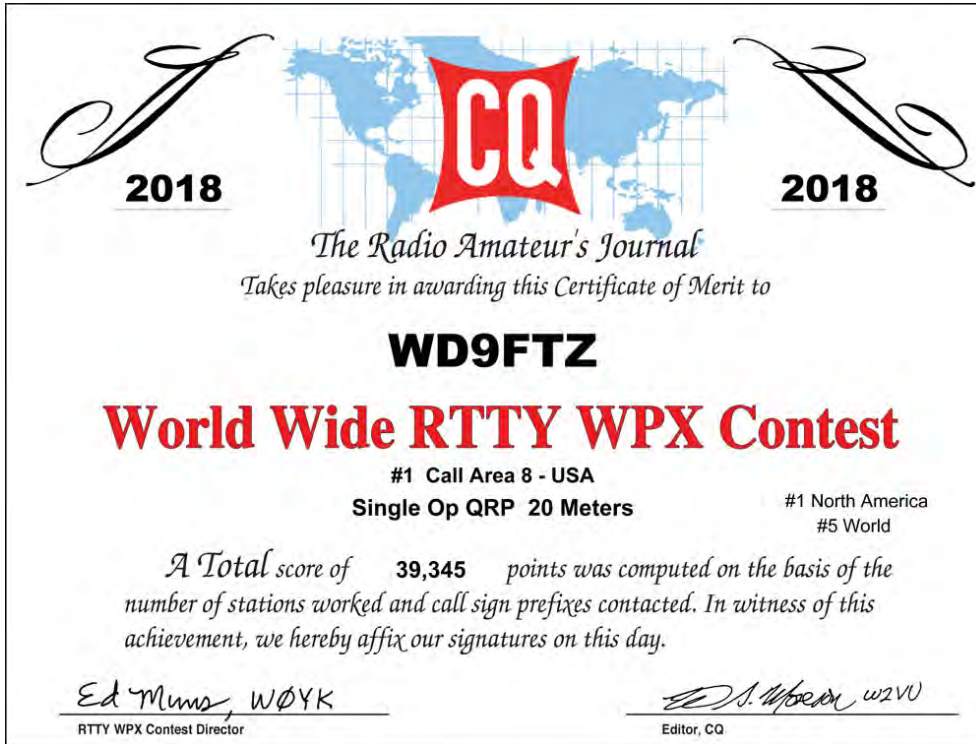 CQ
2018
2018
The Radio Amateur's Journal
Takes pleasure in awarding this Certificate of Merit to
WD9FTZ
World Wide RTTY WPX Contest
#1 Call Area 8 - USA
Single Op QRP 20 Meters
#1 North America
#5 World
A Total score of 39,345 points was computed on the basis of the
number of stations worked and call sign prefixes contacted. In witness of this
achievement, we hereby affix our signatures on this day.
Ed Muns, WØYK
W2VU
RTTY WPX Contest Director
Editor, CQ